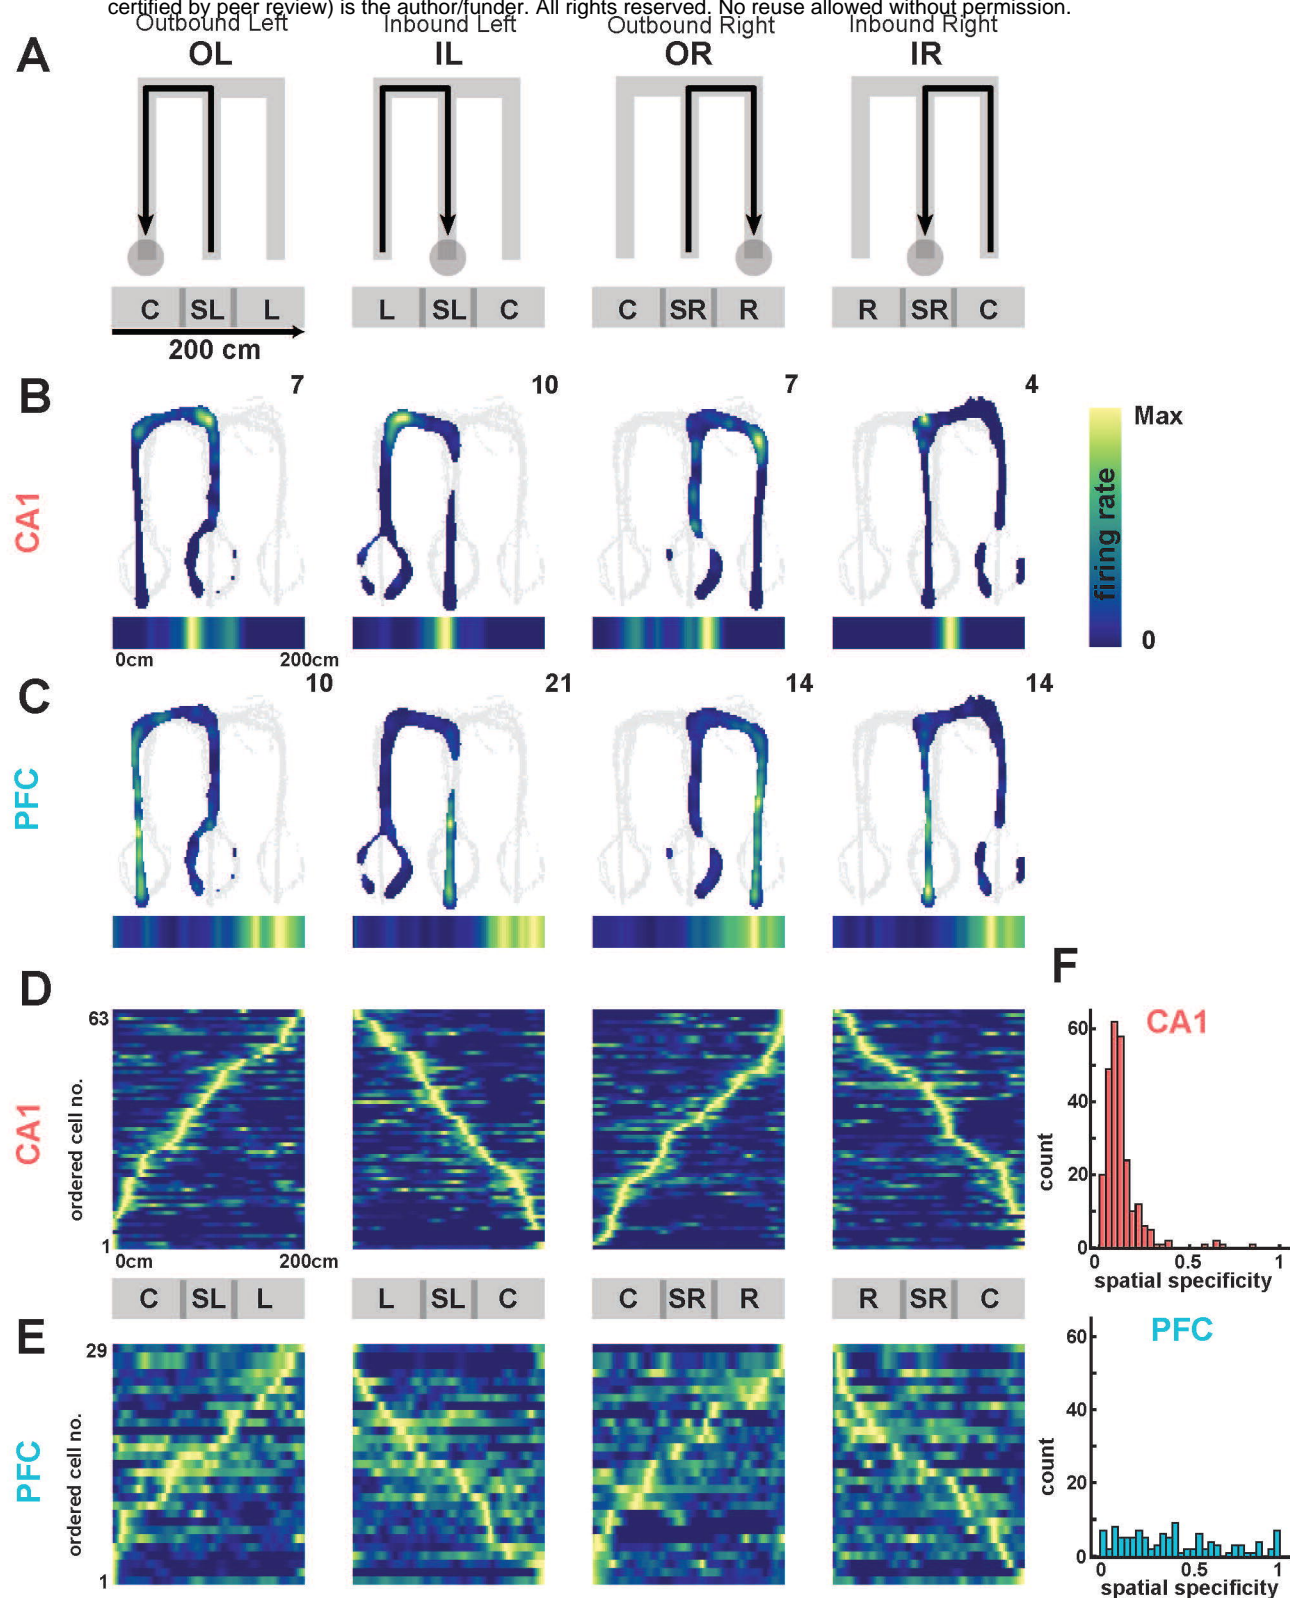 certified by peer review) is the author/funder. All rights reserved. No reuse allowed without permission.
Outbound Left Inbound Left Outbound Right Inbound Right
A OL IL OR IR
C SL L L SL C C SR R R SR C
200 cm
B 7 10 7 4
CA1
Max
firing rate
0
0cm 200cm
C 10 21 14 14
PFC
D
CA1
ordered cell no.
63
1
0cm 200cm
C SL L L SL C C SR R R SR C
E
PFC
ordered cell no.
29
1
F
CA1
60
40
20
0
count
0 0.5 1
spatial specificity
PFC
60
40
20
0
count
0 0.5 1
spatial specificity